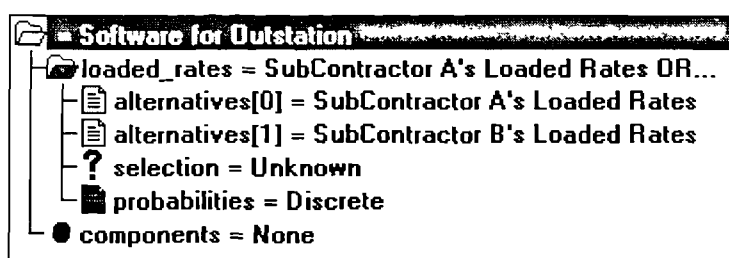 = Software for Outstation
loaded_rates = SubContractor A's Loaded Rates OR...
alternatives[0] = SubContractor A's Loaded Rates
alternatives[1] = SubContractor B's Loaded Rates
? selection = Unknown
probabilities = Discrete
components = None